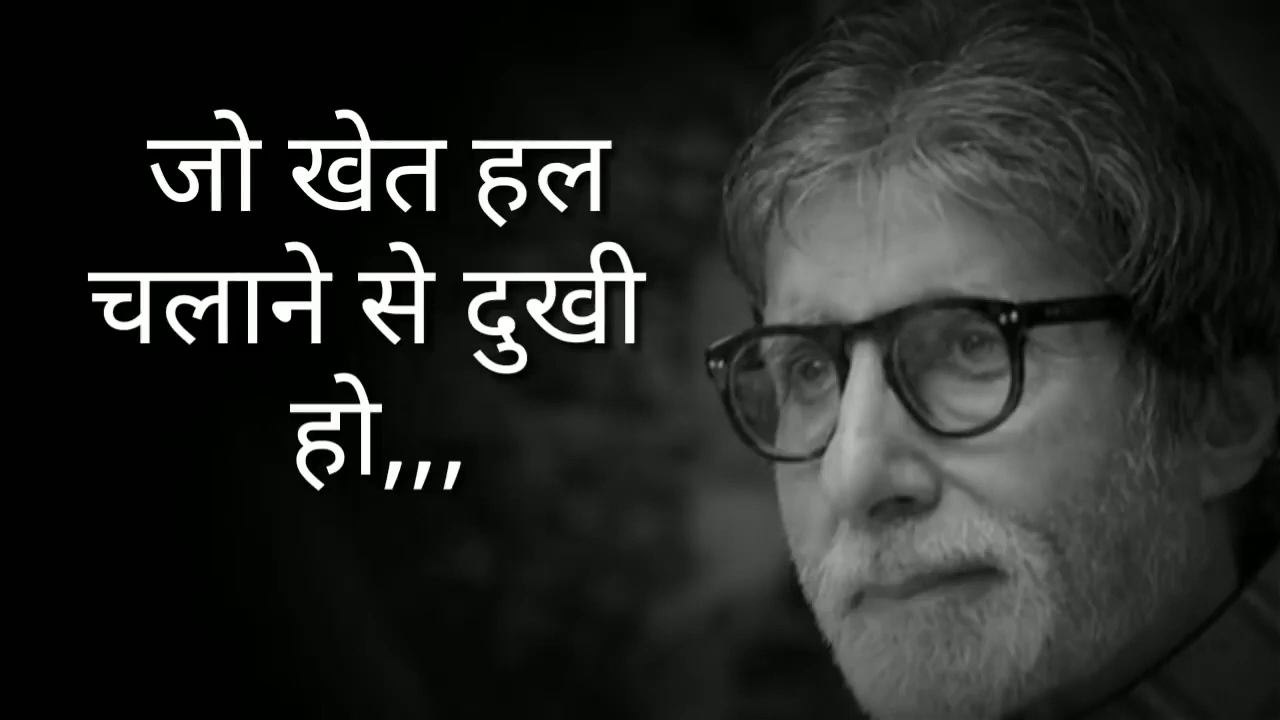 जो खेत हल
चलाने से दुखी
हो,,,